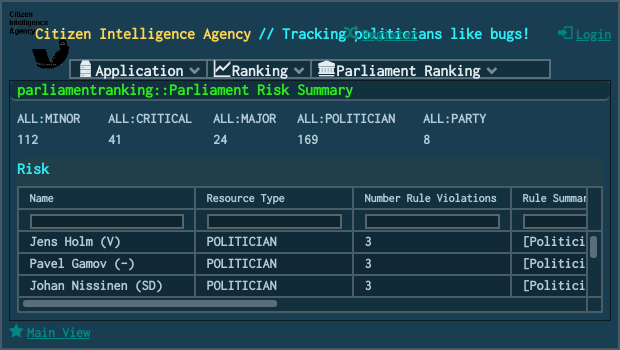 Citizen
Intelligence
Agency
Citizen Intelligence Agency // Tracking politicians like bugs!
Register
Login
Application Ranking Parliament Ranking
parliamentranking::Parliament Risk Summary
ALL:MINOR ALL:CRITICAL ALL:MAJOR ALL:POLITICIAN ALL:PARTY
112 41 24 169 8
Risk
Name Resource Type Number Rule Violations Rule Summar
Jens Holm (V) POLITICIAN 3 [Politici
Pavel Gamov (-) POLITICIAN 3 [Politici
Johan Nissinen (SD) POLITICIAN 3 [Politici
Main View